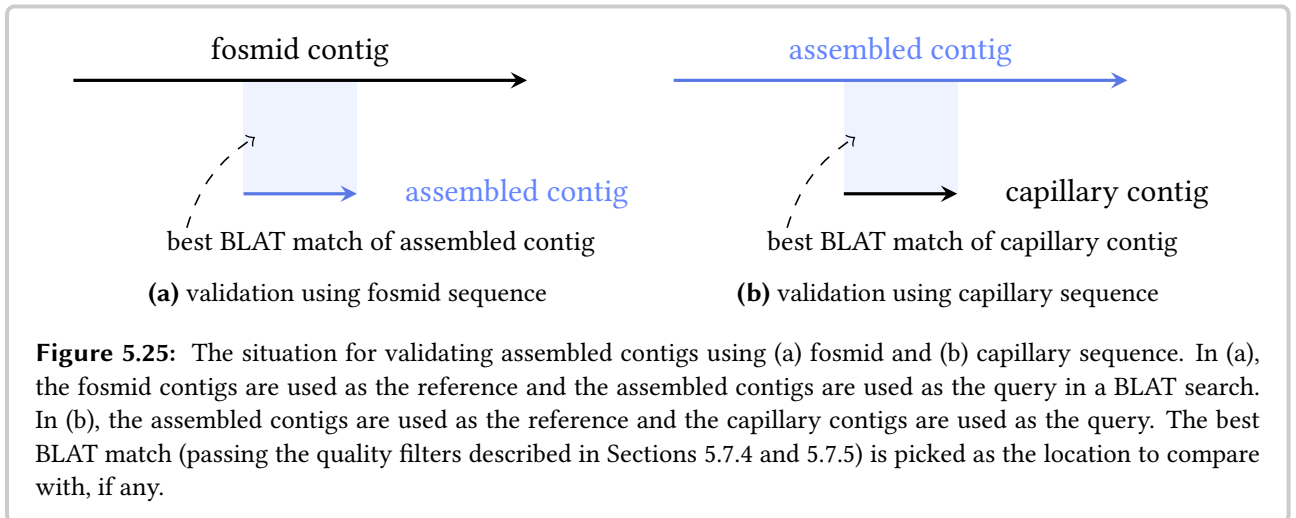 fosmid contig
assembled contig
best BLAT match of assembled contig
(a) validation using fosmid sequence
assembled contig
capillary contig
best BLAT match of capillary contig
(b) validation using capillary sequence
Figure 5.25: The situation for validating assembled contigs using (a) fosmid and (b) capillary sequence. In (a),
the fosmid contigs are used as the reference and the assembled contigs are used as the query in a BLAT search.
In (b), the assembled contigs are used as the reference and the capillary contigs are used as the query. The best
BLAT match (passing the quality filters described in Sections 5.7.4 and 5.7.5) is picked as the location to compare
with, if any.